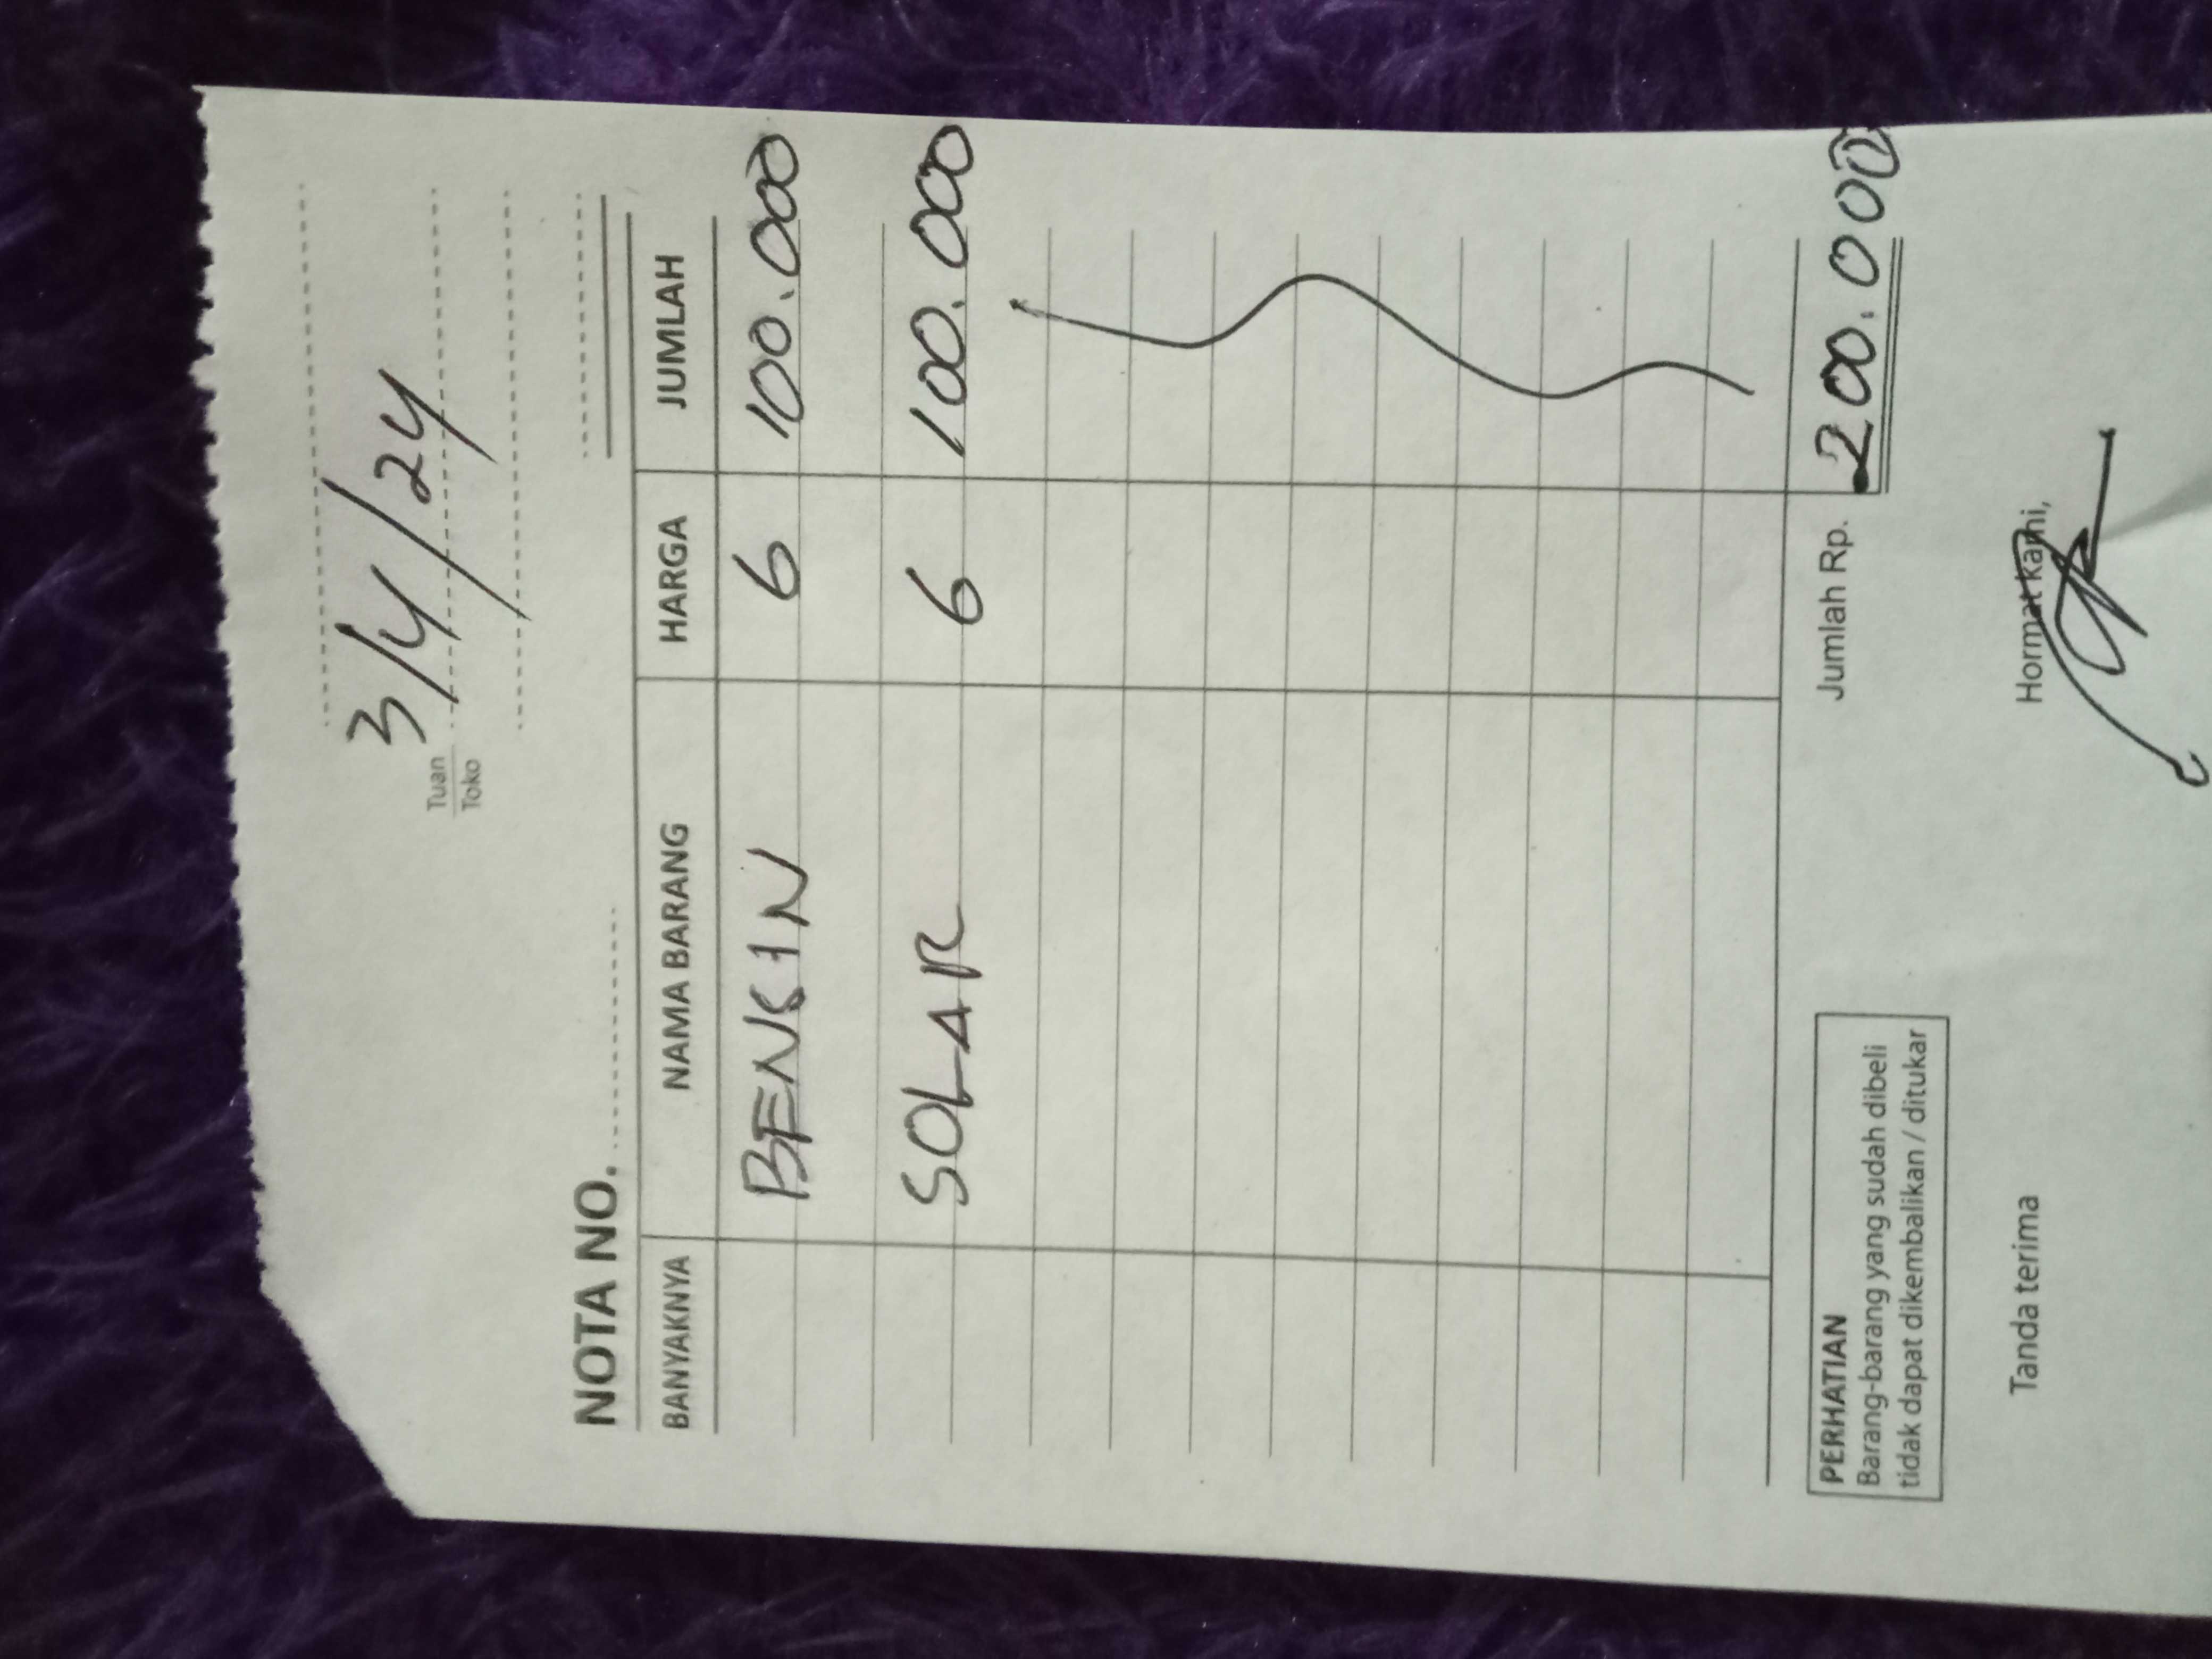 3/4/24
Tuan
Toko
NOTA NO.
BANYAKNYA NAMA BARANG HARGA JUMLAH
BENSIN 6 100.000
SOLAR 6 100.000
Jumlah Rp. 200.000
PERHATIAN
Barang-barang yang sudah dibeli
tidak dapat dikembalikan / ditukar
Tanda terima Hormat kami,